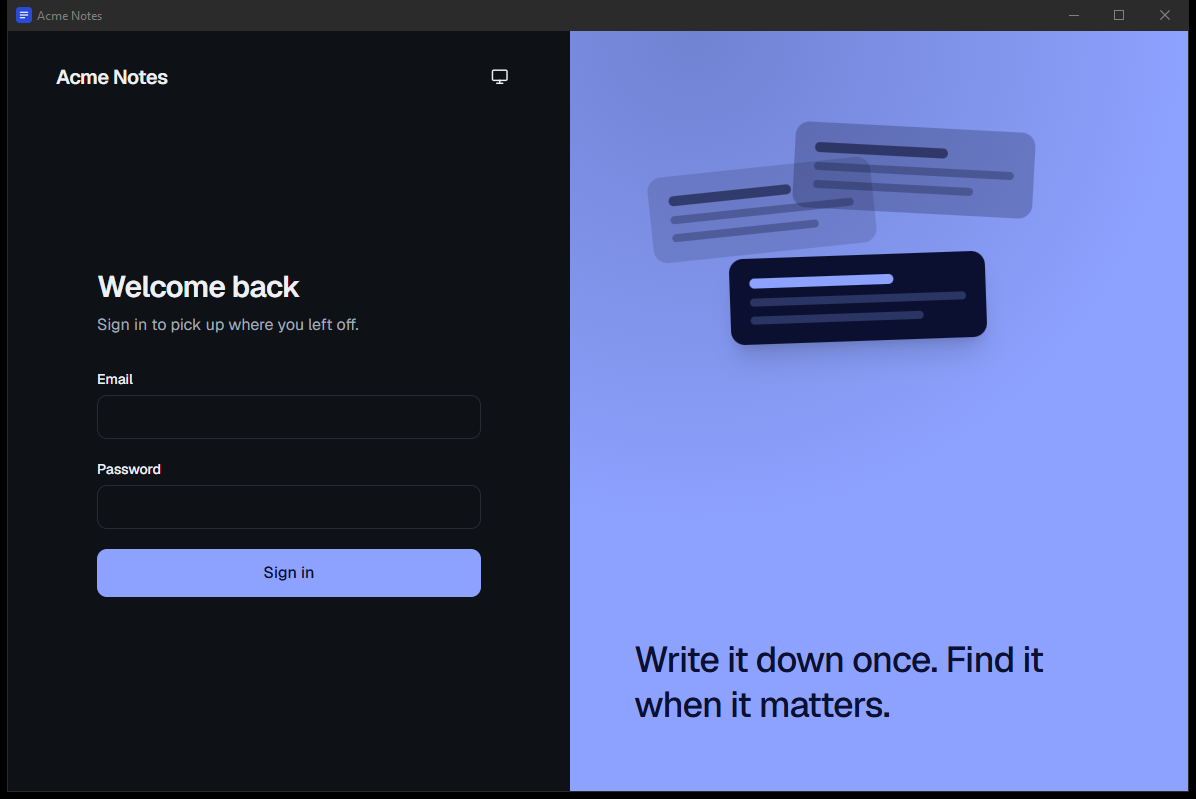 Acme Notes
Acme Notes
Welcome back
Sign in to pick up where you left off.
Email
Password
Sign in
Write it down once. Find it
when it matters.